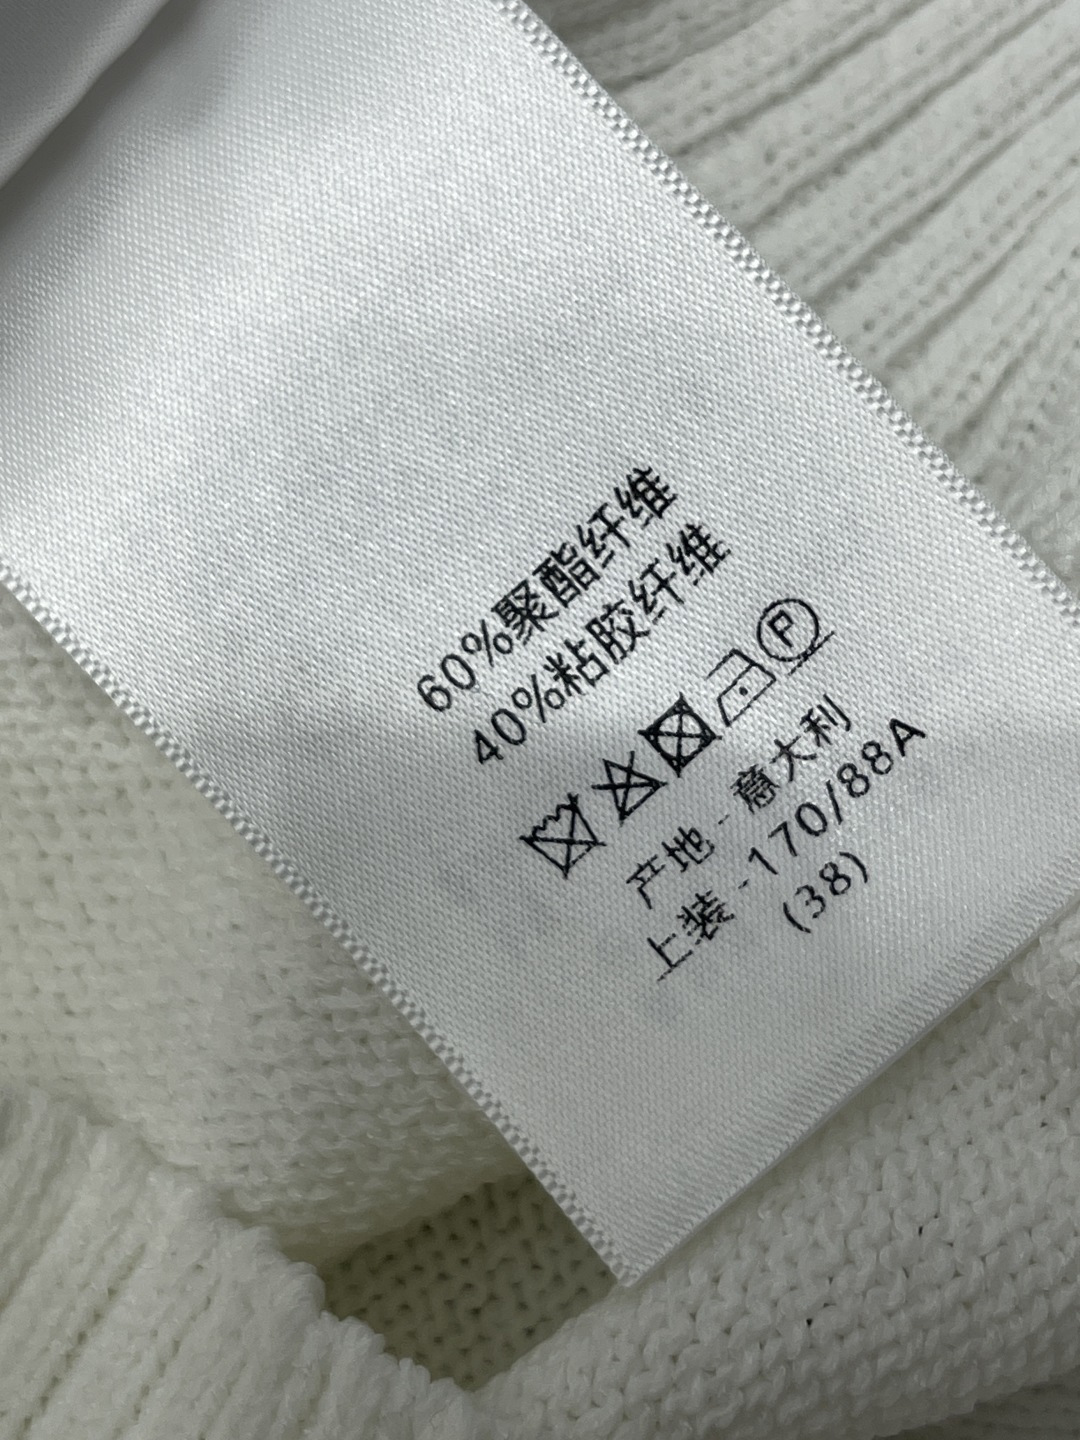 60%聚酯纤维
40%粘胶纤维
P
产地 - 意大利
上装 -170/88A
(38)